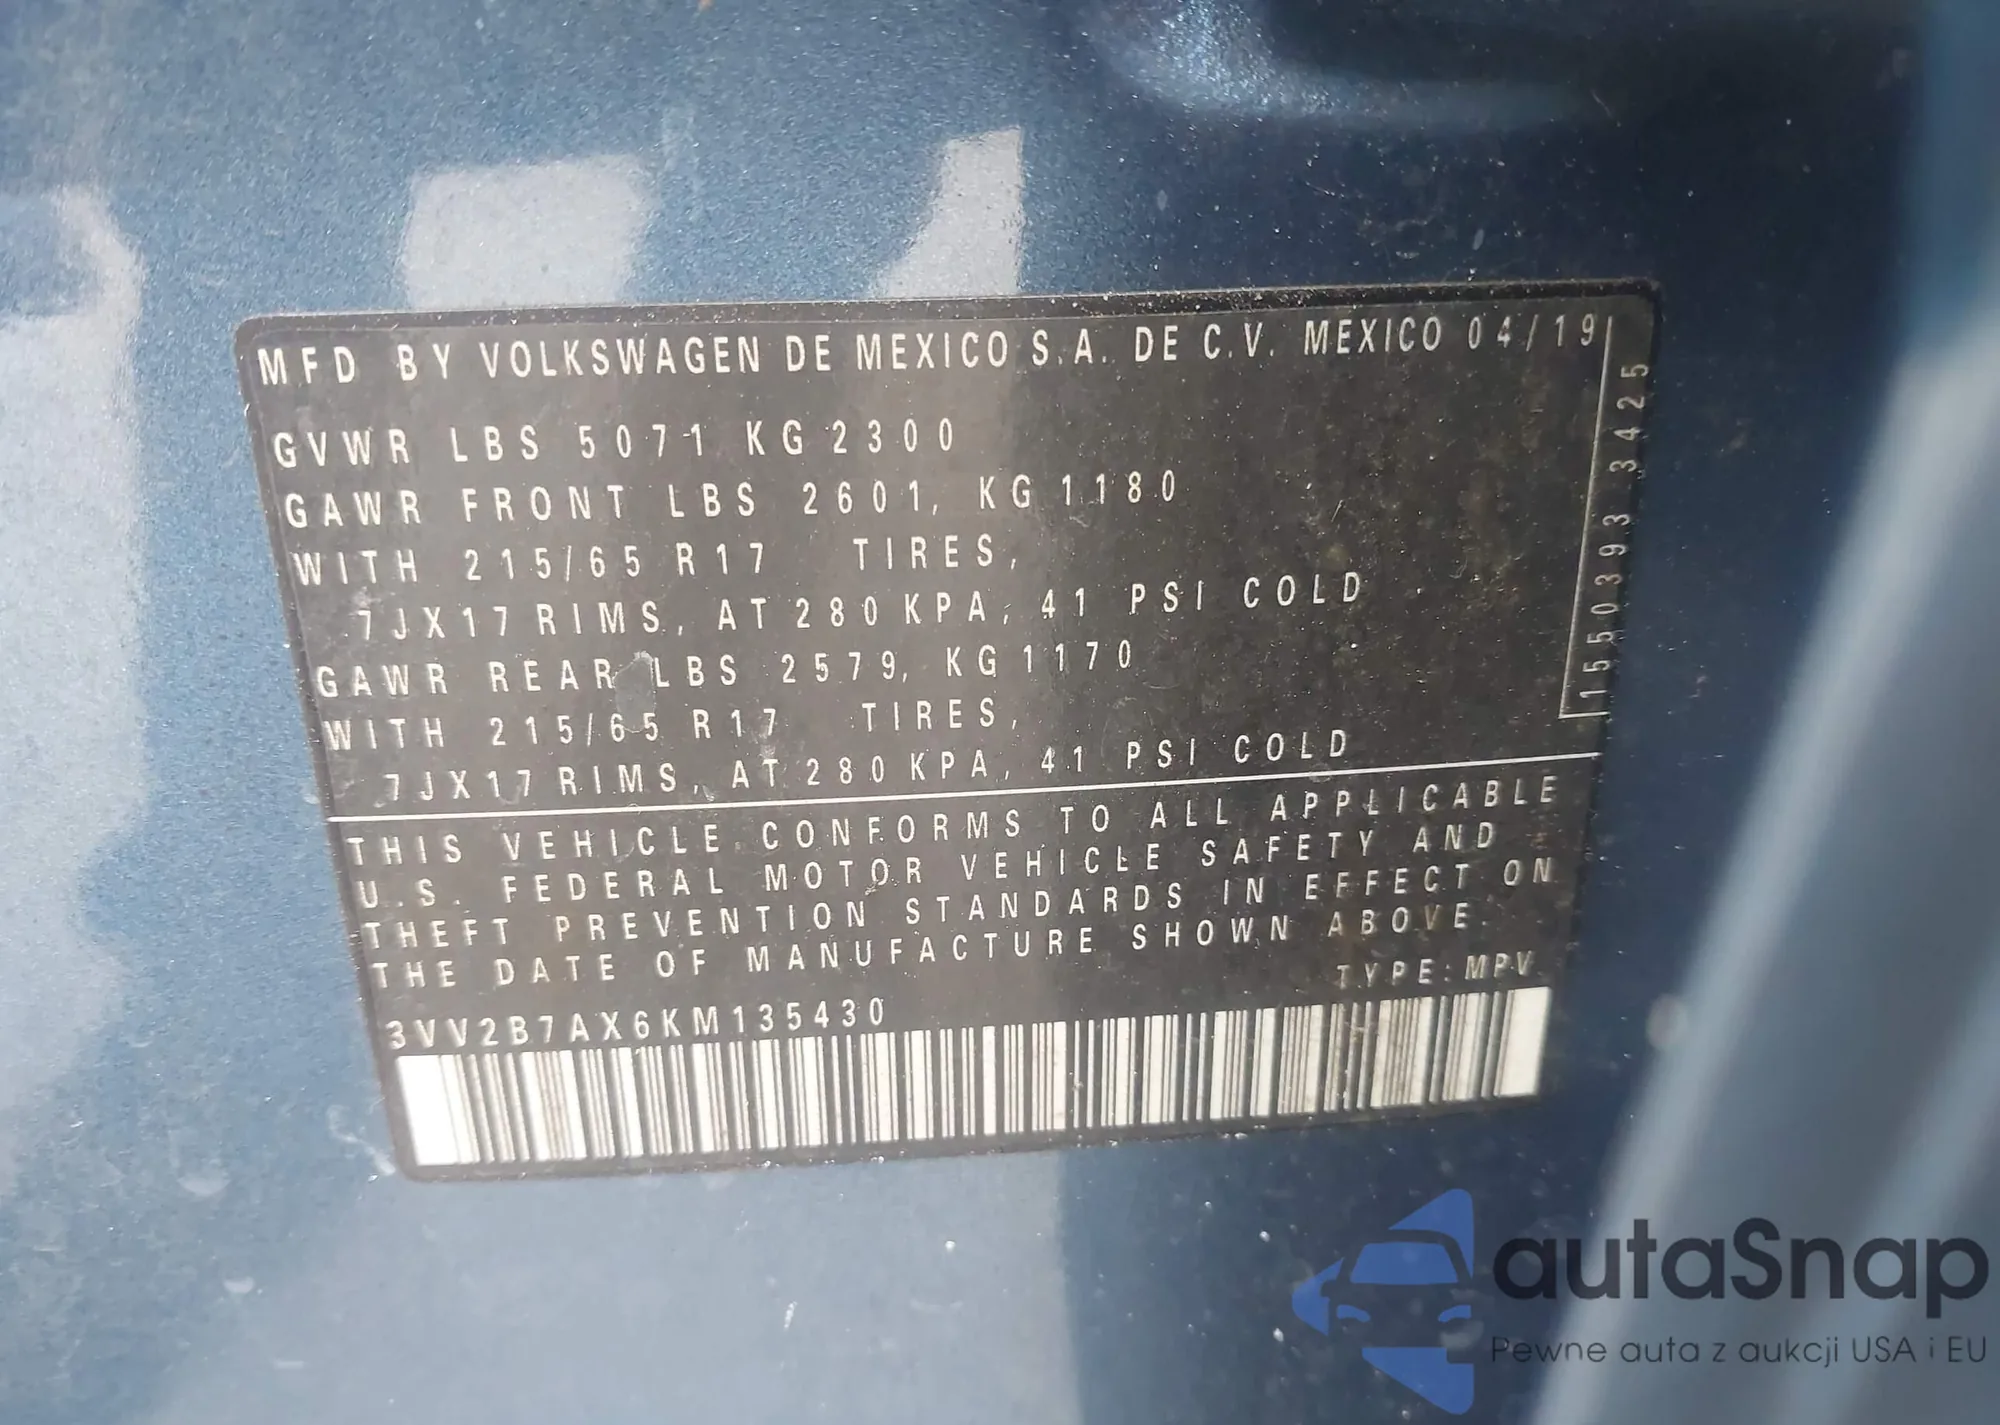 MFD BY VOLKSWAGEN DE MEXICO S.A. DE C.V. MEXICO 04/19
GVWR LBS 5071 KG 2300
GAWR FRONT LBS 2601, KG 1180
WITH 215/65 R17 TIRES,
7JX17 RIMS, AT 280 KPA, 41 PSI COLD
GAWR REAR LBS 2579, KG 1170
WITH 215/65 R17 TIRES,
7JX17 RIMS, AT 280 KPA, 41 PSI COLD
THIS VEHICLE CONFORMS TO ALL APPLICABLE
U.S. FEDERAL MOTOR VEHICLE SAFETY AND
THEFT PREVENTION STANDARDS IN EFFECT ON
THE DATE OF MANUFACTURE SHOWN ABOVE.
TYPE: MPV
3VV2B7AX6KM135430
1550393 3425
autaSnap
Pewne auta z aukcji USA i EU